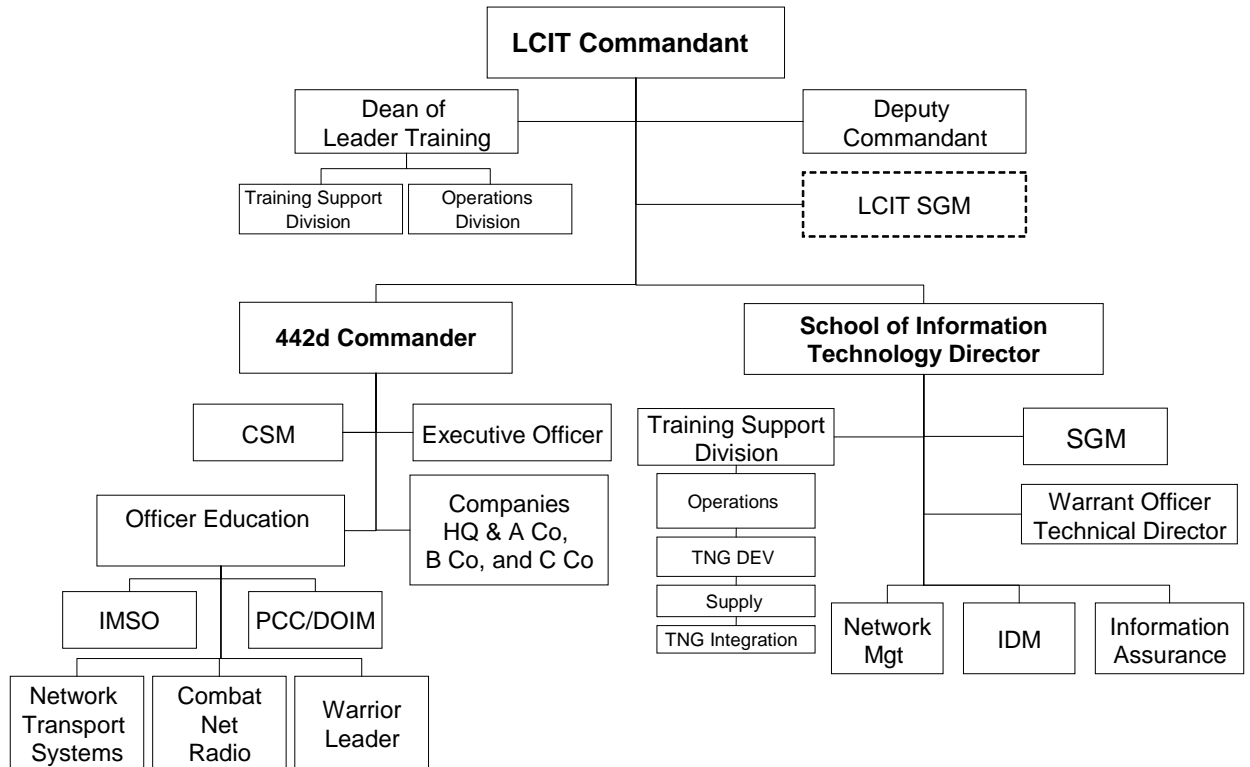 LCIT Commandant
Dean of
Leader Training
Deputy
Commandant
Training Support
Division
Operations
Division
LCIT SGM
442d Commander
School of Information
Technology Director
CSM
Executive Officer
Training Support
Division
SGM
Officer Education
Companies
HQ & A Co,
B Co, and C Co
Operations
Warrant Officer
Technical Director
TNG DEV
IMSO
PCC/DOIM
Supply
TNG Integration
Network
Mgt
IDM
Information
Assurance
Network
Transport
Systems
Combat
Net
Radio
Warrior
Leader